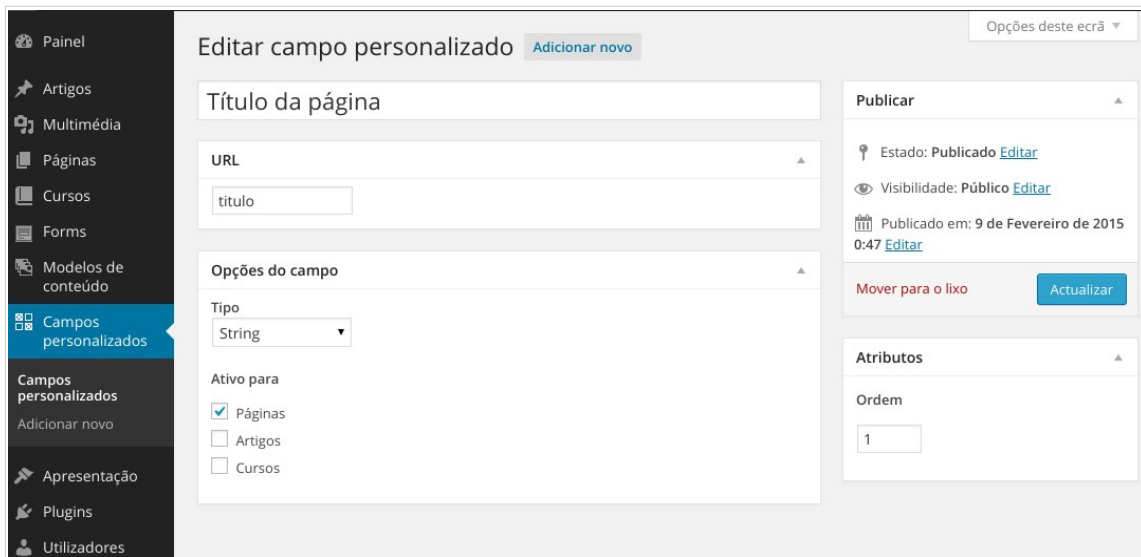 Opções deste ecrã
Painel
Artigos
Multimédia
Páginas
Cursos
Forms
Modelos de
conteúdo
Campos
personalizados
Campos
personalizados
Adicionar novo
Apresentação
Plugins
Utilizadores
Editar campo personalizado Adicionar novo
Título da página
URL
titulo
Opções do campo
Tipo
String
Ativo para
Páginas
Artigos
Cursos
Publicar
Estado: Publicado Editar
Visibilidade: Público Editar
Publicado em: 9 de Fevereiro de 2015
0:47 Editar
Mover para o lixo Actualizar
Atributos
Ordem
1